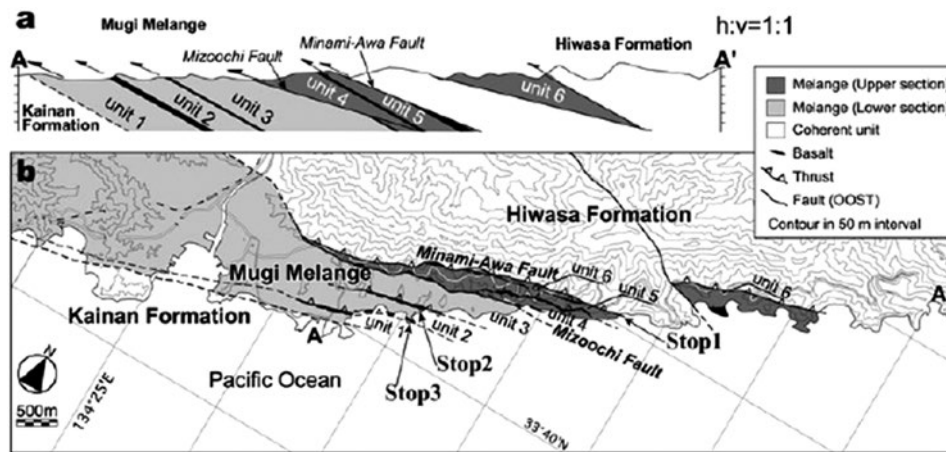 a
Mugi Melange
Mizoochi Fault
Minami-Awa Fault
Hiwasa Formation
h:v=1:1
A
A'
unit 1
unit 2
unit 3
unit 4
unit 5
unit 6
Kainan
Formation
Melange (Upper section)
Melange (Lower section)
Coherent unit
Basalt
Thrust
Fault (OOST)
Contour in 50 m interval
b
Hiwasa Formation
Minami-Awa Fault
unit 6
unit 5
unit 6
Mugi Melange
Kainan Formation
A
unit 1
unit 2
unit 3
unit 4
Mizoochi Fault
Stop1
Stop2
Stop3
A
Pacific Ocean
N
500m
134°25'E
33°40'N